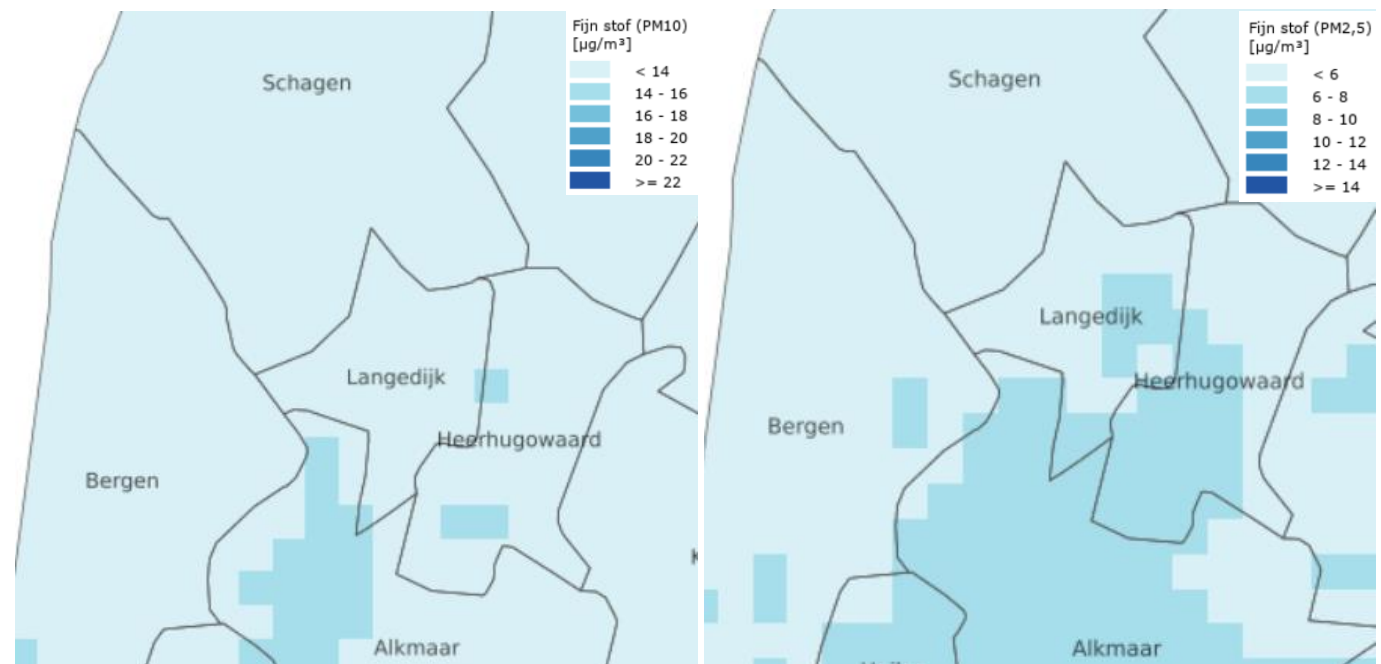 Fijn stof (PM10)
[µg/m³]
< 14
14 - 16
16 - 18
18 - 20
20 - 22
>= 22
Schagen
Langedijk
Heerhugowaard
Bergen
Alkmaar
Fijn stof (PM2,5)
[µg/m³]
< 6
6 - 8
8 - 10
10 - 12
12 - 14
>= 14
Schagen
Langedijk
Heerhugowaard
Bergen
Alkmaar